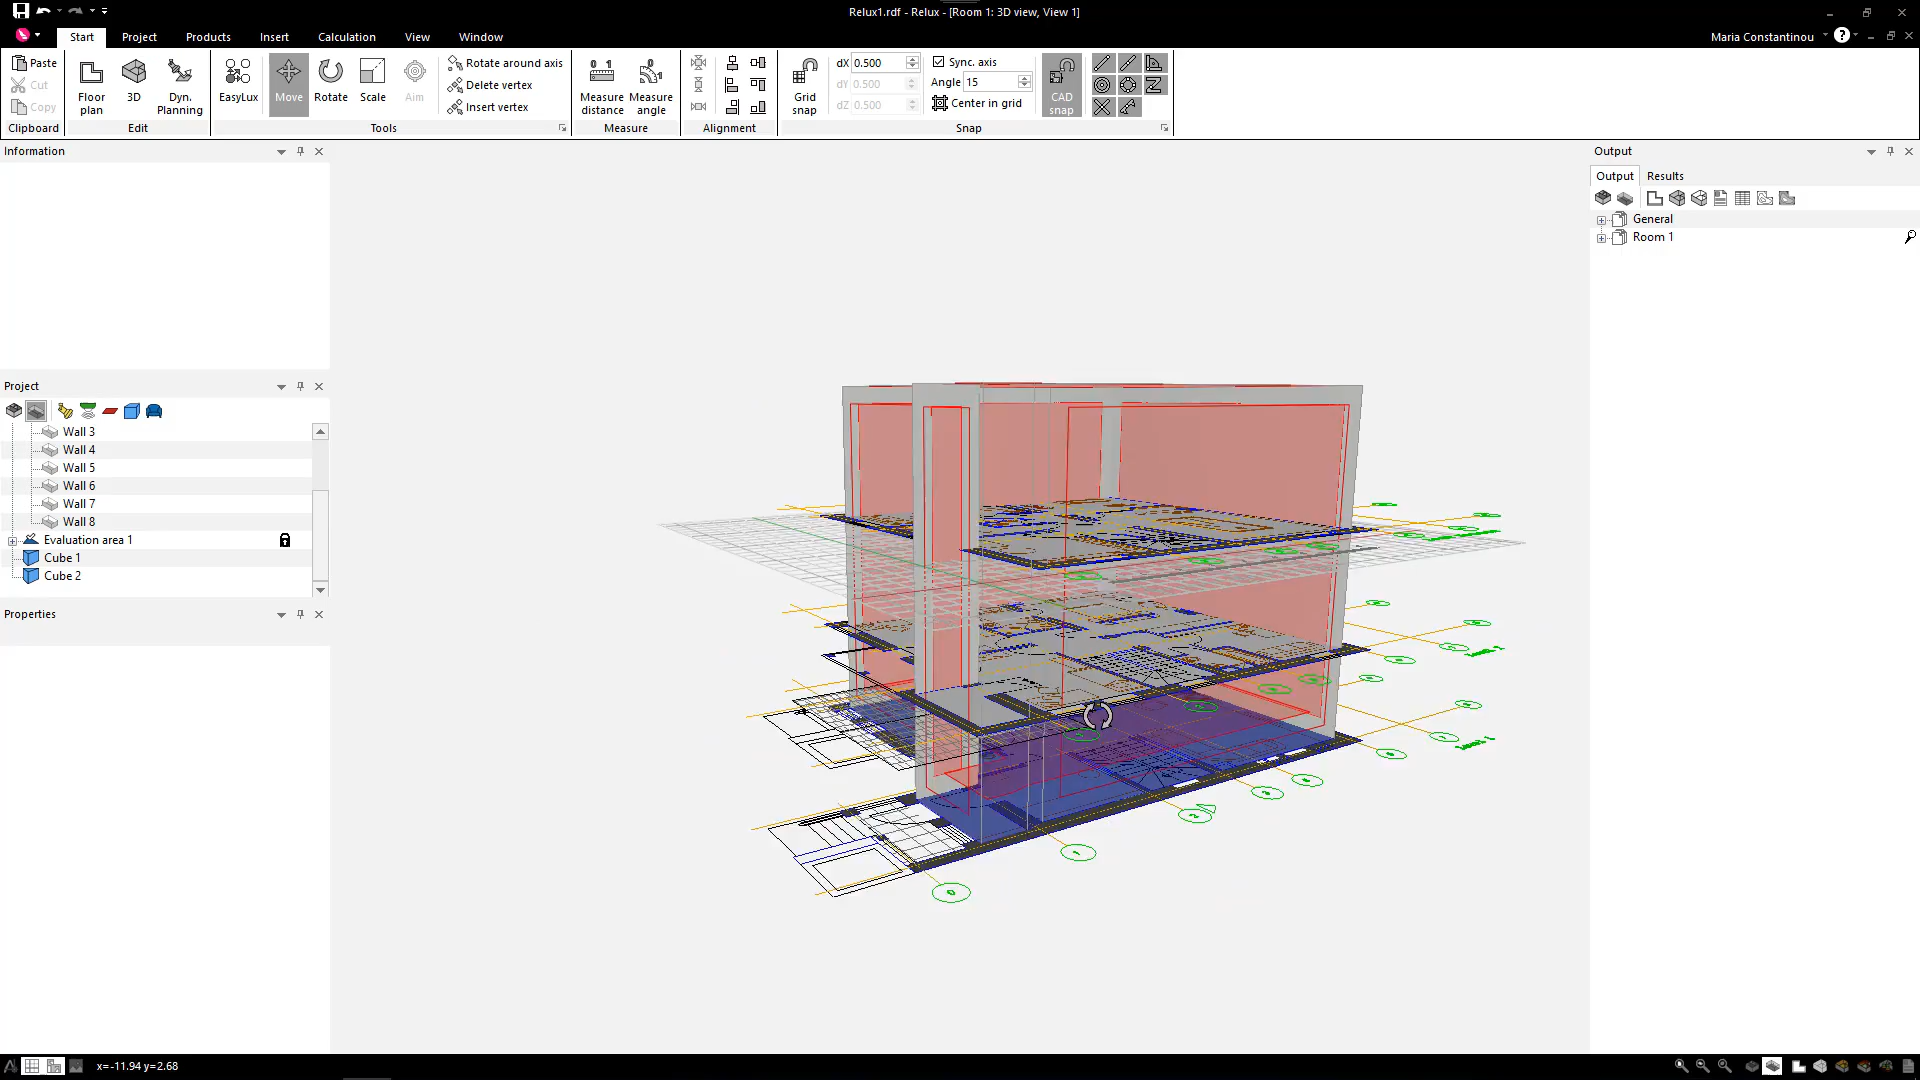 Relux1.rdf - Relux - [Room 1: 3D view, View 1]
Start Project Products Insert Calculation View Window
Maria Constantinou
Paste
Cut
Copy
Clipboard
Floor plan
3D
Dyn. Planning
Edit
EasyLux
Move
Rotate
Scale
Aim
Rotate around axis
Delete vertex
Insert vertex
Tools
Measure distance
Measure angle
Measure
Alignment
Grid snap
dX 0.500
dY 0.500
dZ 0.500
Sync. axis
Angle 15
Center in grid
CAD snap
Snap
Information
Project
Wall 3
Wall 4
Wall 5
Wall 6
Wall 7
Wall 8
Evaluation area 1
Cube 1
Cube 2
Properties
Output
Output Results
General
Room 1
x=-11.94 y=2.68